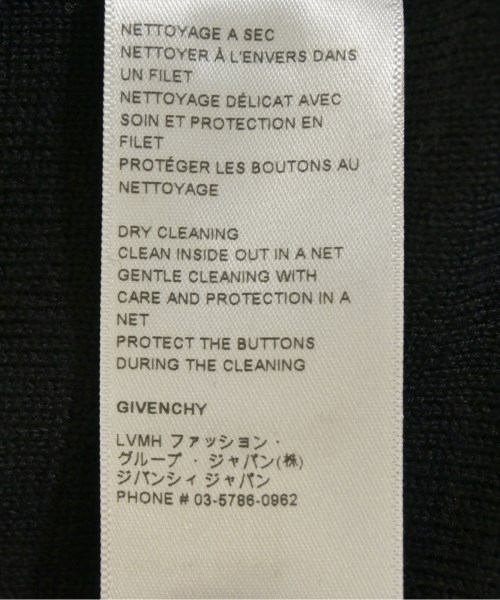 NETTOYAGE A SEC
NETTOYER À L'ENVERS DANS
UN FILET
NETTOYAGE DÉLICAT AVEC
SOIN ET PROTECTION EN
FILET
PROTÉGER LES BOUTONS AU
NETTOYAGE
DRY CLEANING
CLEAN INSIDE OUT IN A NET
GENTLE CLEANING WITH
CARE AND PROTECTION IN A
NET
PROTECT THE BUTTONS
DURING THE CLEANING
GIVENCHY
LVMH ファッション・
グループ・ジャパン(株)
ジバンシィ ジャパン
PHONE # 03-5786-0962